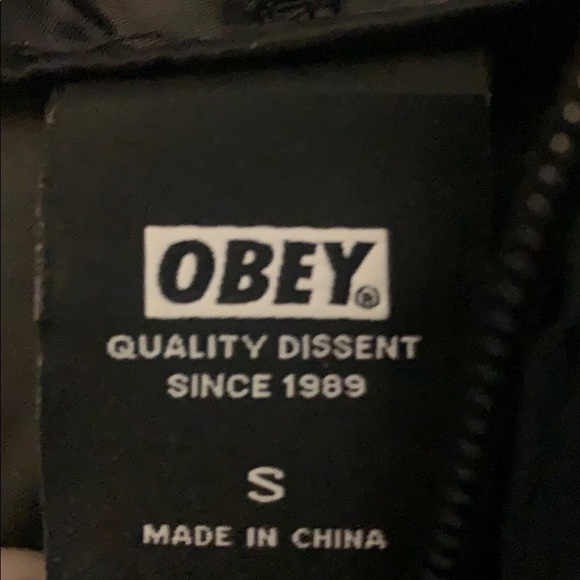 OBEY®
QUALITY DISSENT
SINCE 1989
S
MADE IN CHINA